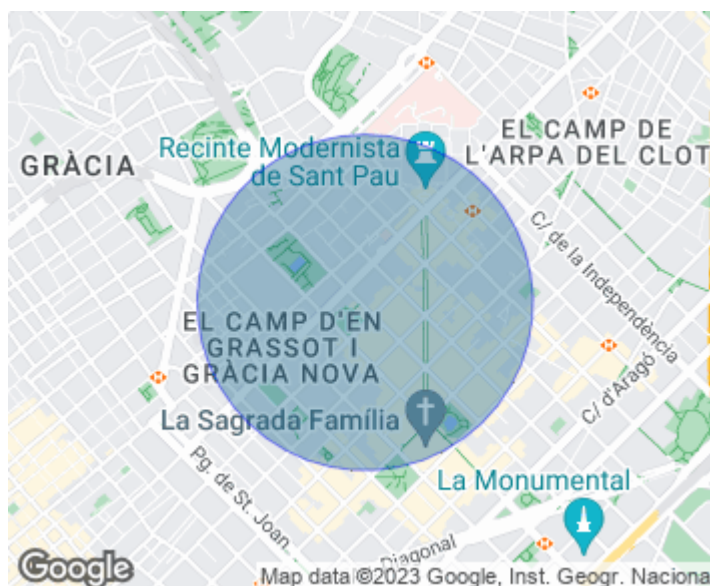 Recinte Modernista
de Sant Pau
EL CAMP DE
L'ARPA DEL CLOT
GRÀCIA
C/ de la Independència
EL CAMP D'EN
GRASSOT I
GRÀCIA NOVA
C/ d'Aragó
La Sagrada Família
Pg. de St. Joan
La Monumental
Diagonal
Google
Map data ©2023 Google, Inst. Geogr. Naciona